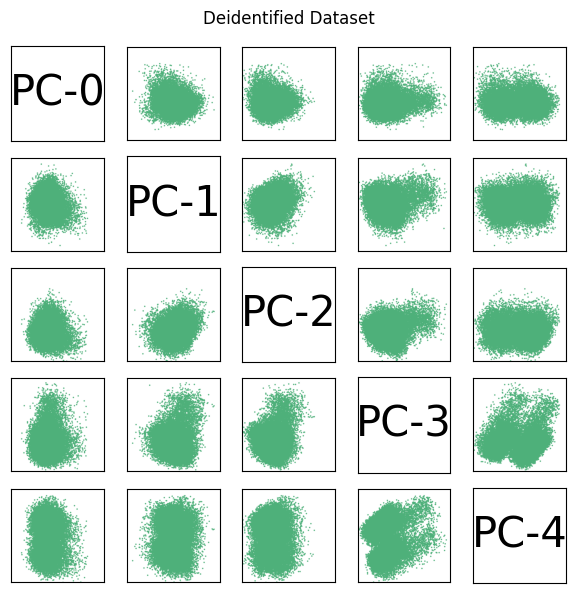 Deidentified Dataset
PC-0
PC-1
PC-2
PC-3
PC-4